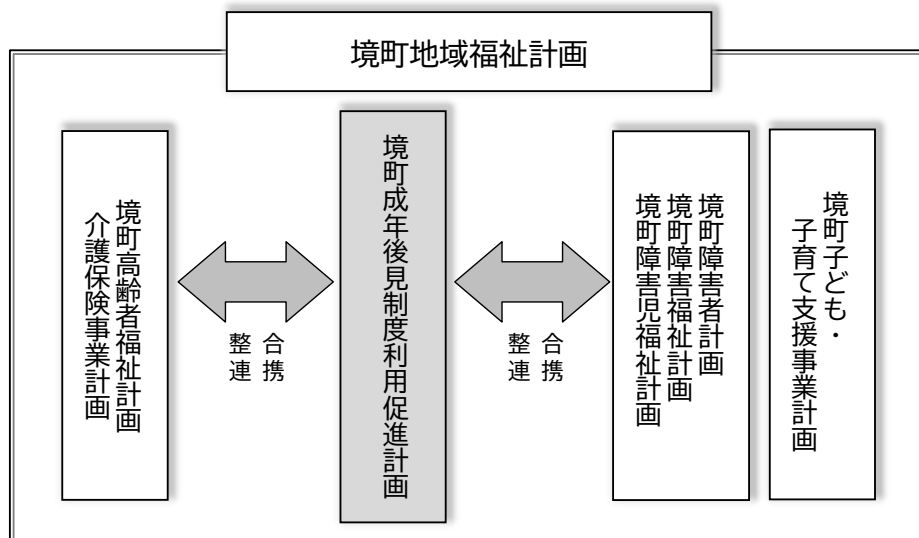 境町地域福祉計画
境町高齢者福祉計画
介護保険事業計画
整合
連携
境町成年後見制度利用促進計画
整合
連携
境町障害者計画
境町障害福祉計画
境町障害児福祉計画
境町子ども・
子育て支援事業計画